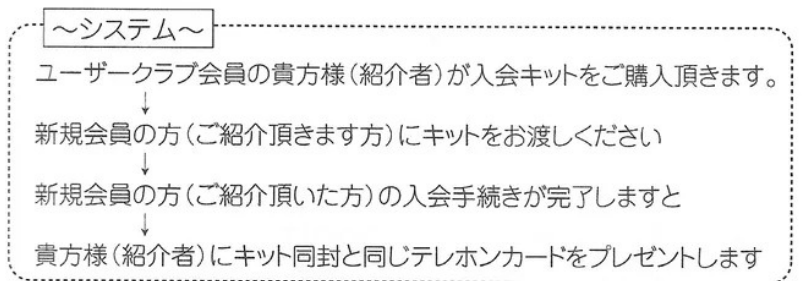 ～システム～
ユーザークラブ会員の貴方様（紹介者）が入会キットをご購入頂きます。
↓
新規会員の方（ご紹介頂きます方）にキットをお渡しください
↓
新規会員の方（ご紹介頂いた方）の入会手続きが完了しますと
↓
貴方様（紹介者）にキット同封と同じテレホンカードをプレゼントします